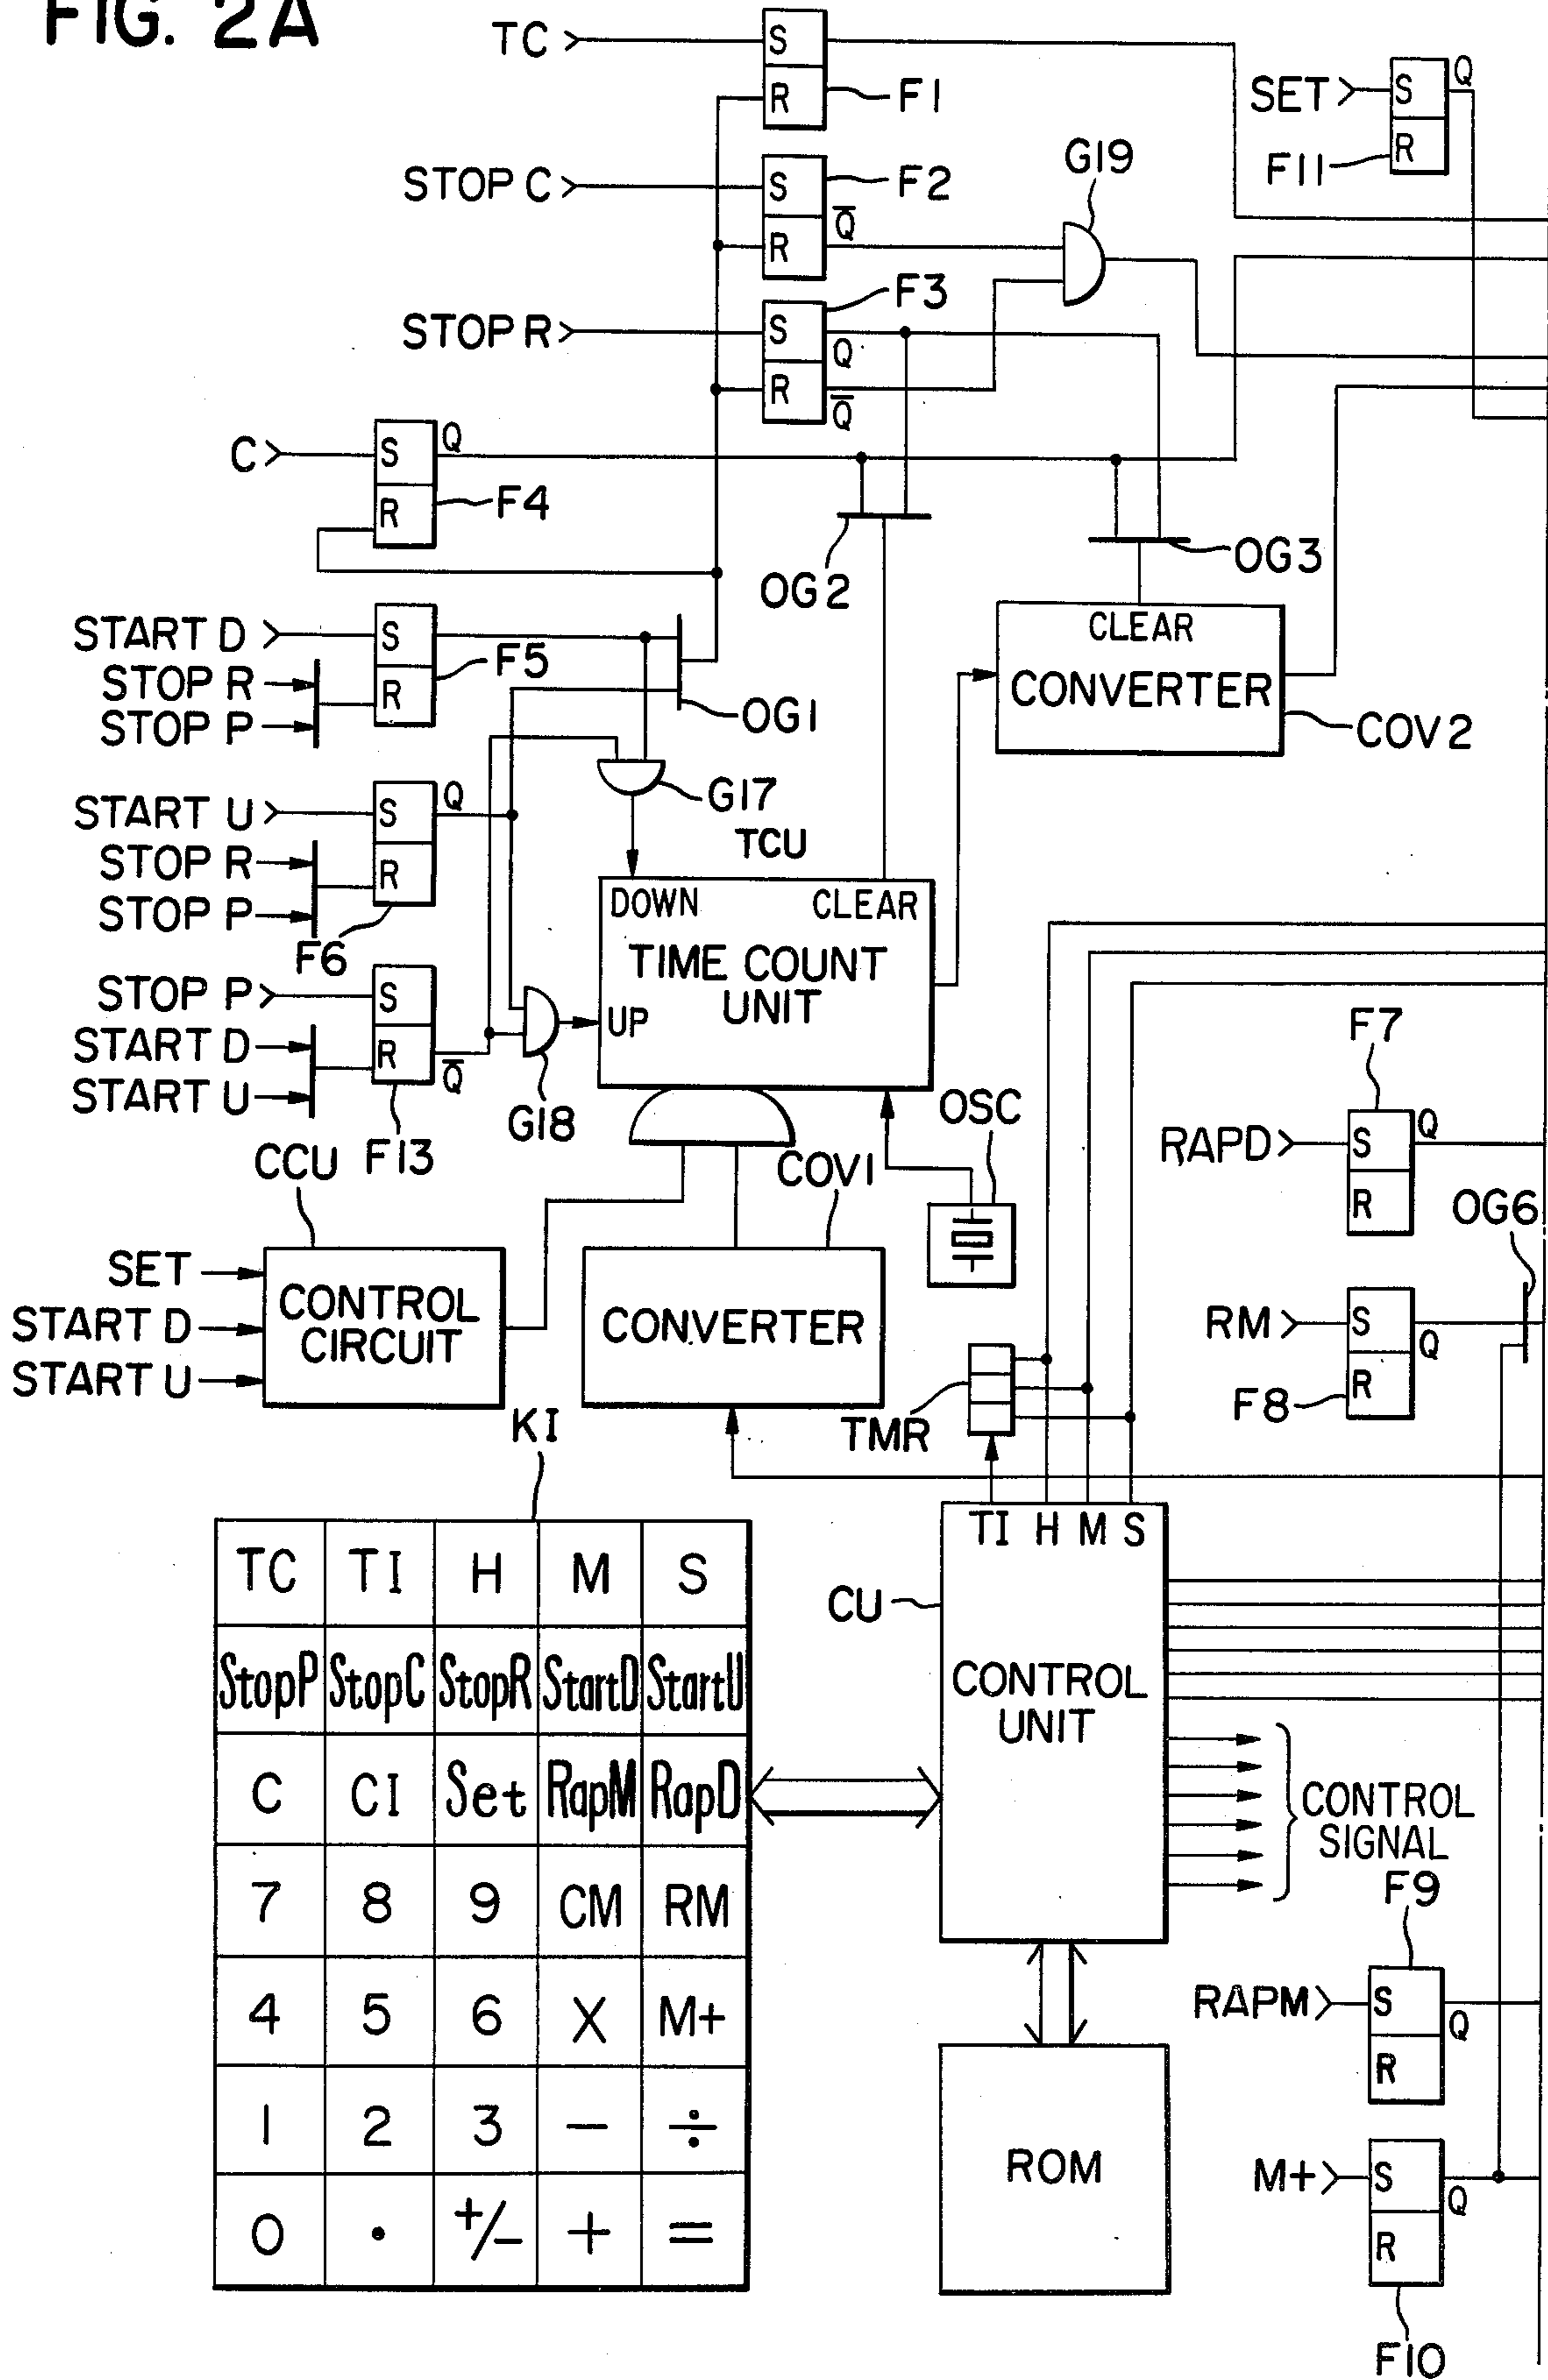 FIG. 2A
TC
S
R
F1
SET
S
Q
R
F11
STOP C
S
F2
R
Q̅
G19
STOP R
S
F3
Q
R
Q̅
C
S
Q
R
F4
OG2
OG3
START D
S
STOP R
R
F5
STOP P
OG1
CLEAR
CONVERTER
COV2
START U
S
Q
G17
STOP R
R
TCU
STOP P
F6
DOWN CLEAR
TIME COUNT
UNIT
UP
STOP P
S
START D
R
Q̅
START U
F13
G18
OSC
F7
RAPD
S
Q
R
CCU
COV1
OG6
SET
START D
START U
CONTROL
CIRCUIT
CONVERTER
RM
S
Q
R
F8
TMR
KI
TI H M S
CU
CONTROL
UNIT
CONTROL
SIGNAL
TC TI H M S
StopP StopC StopR StartD StartU
C CI Set RapM RapD
7 8 9 CM RM
4 5 6 X M+
1 2 3 − ÷
0 • +/− + =
F9
RAPM
S
Q
R
ROM
M+
S
Q
R
F10